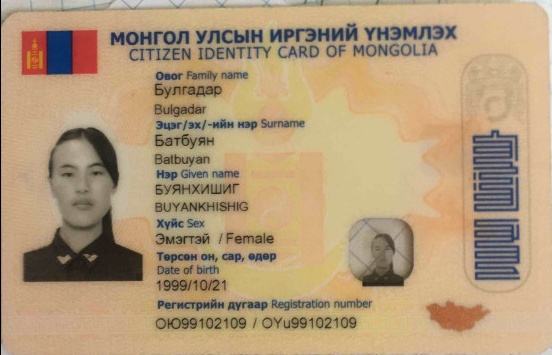 МОНГОЛ УЛСЫН ИРГЭНИЙ ҮНЭМЛЭХ
CITIZEN IDENTITY CARD OF MONGOLIA
Овог Family name
Булгадар
Bulgadar
Эцэг/эх/-ийн нэр Surname
Батбуян
Batbuyan
Нэр Given name
БУЯНХИШИГ
BUYANKHISHIG
Хүйс Sex
Эмэгтэй / Female
Төрсөн он, сар, өдөр
Date of birth
1999/10/21
Регистрийн дугаар Registration number
ОЮ99102109 / OYu99102109